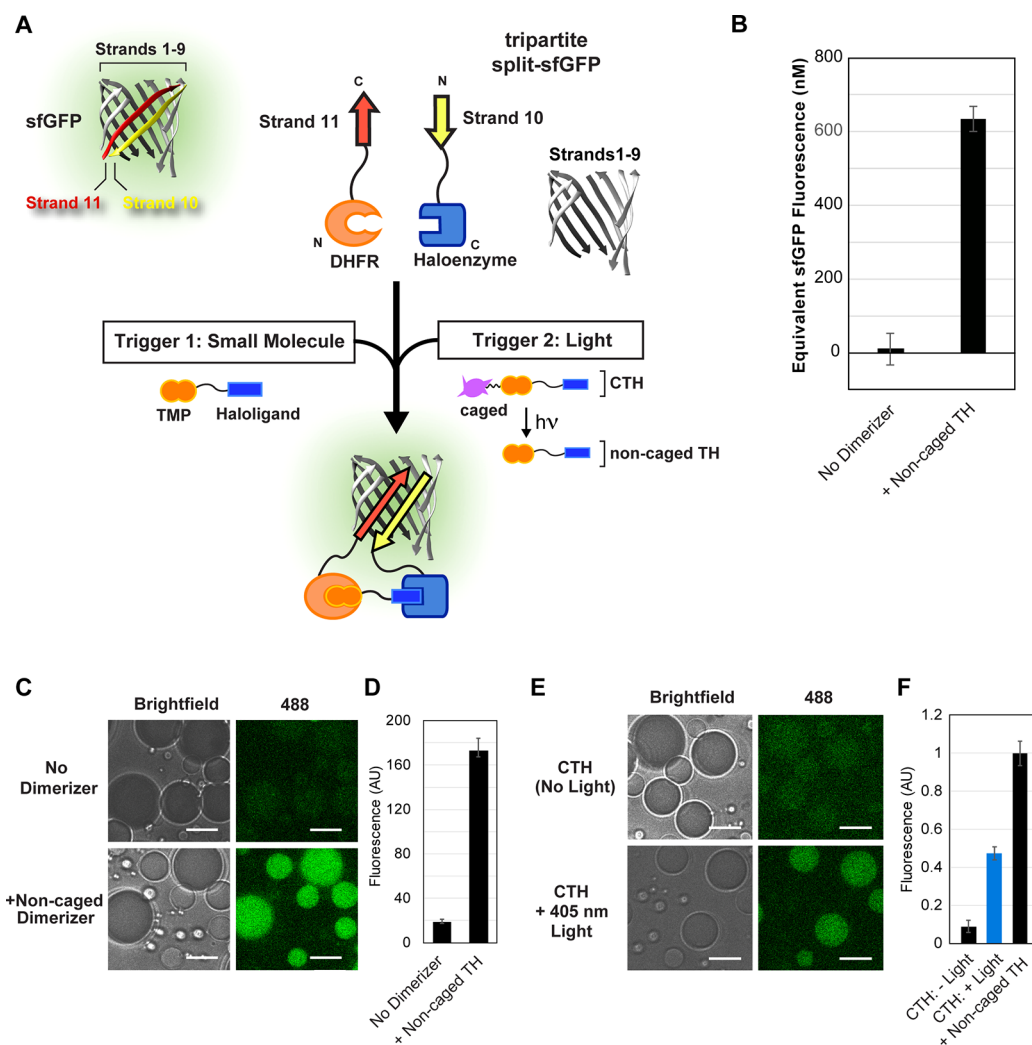 A
Strands 1-9
sfGFP
Strand 11
Strand 10
tripartite
split-sfGFP
C
N
Strand 11
Strand 10
Strands1-9
N
DHFR
C
Haloenzyme
Trigger 1: Small Molecule
Trigger 2: Light
TMP
Haloligand
caged
CTH
hν
non-caged TH
B
Equivalent sfGFP Fluorescence (nM)
800
600
400
200
0
200
No Dimerizer
+ Non-caged TH
C
Brightfield
488
No
Dimerizer
+Non-caged
Dimerizer
D
Fluorescence (AU)
200
160
120
80
40
0
No Dimerizer
+ Non-caged TH
E
Brightfield
488
CTH
(No Light)
CTH
+ 405 nm
Light
F
Fluorescence (AU)
1.2
1
0.8
0.6
0.4
0.2
0
CTH: - Light
CTH: + Light
+ Non-caged TH